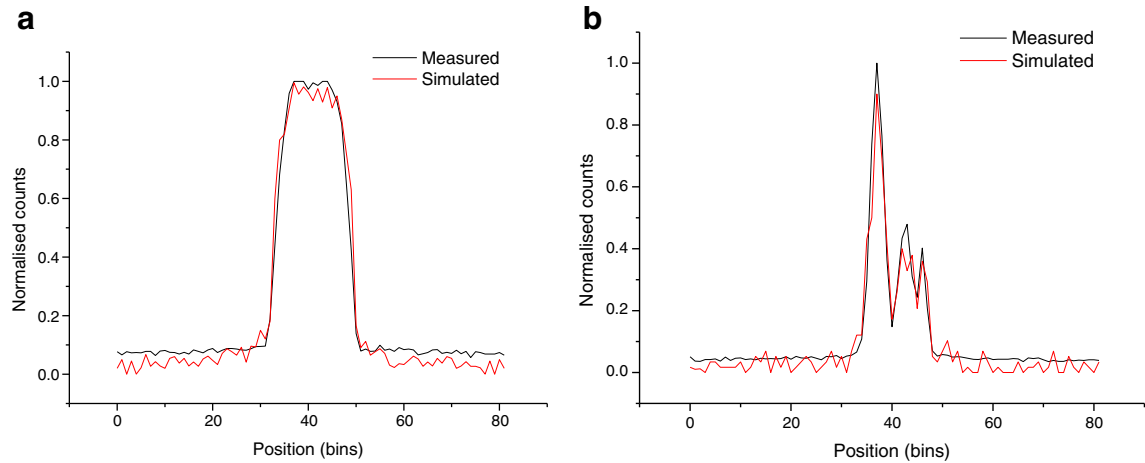 a
Measured
Simulated
1.0
0.8
0.6
0.4
0.2
0.0
Normalised counts
0
20
40
60
80
Position (bins)
b
Measured
Simulated
1.0
0.8
0.6
0.4
0.2
0.0
Normalised counts
0
20
40
60
80
Position (bins)